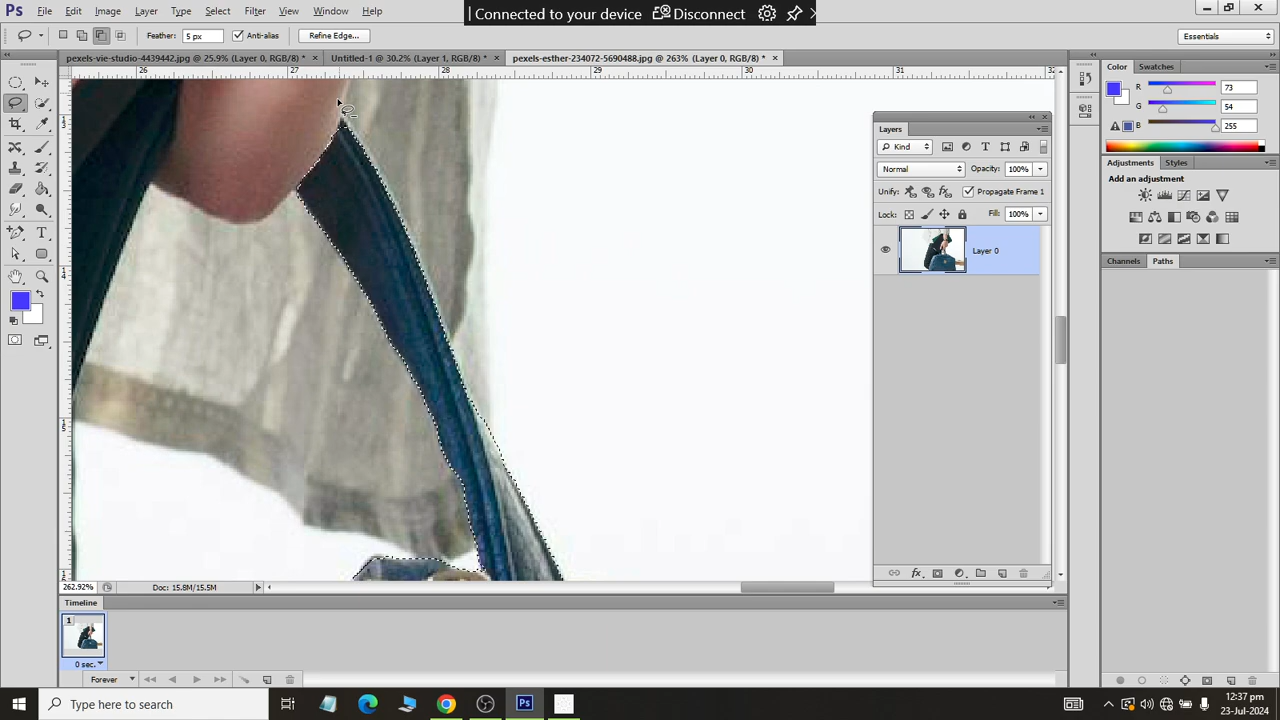 Ps File Edit Image Layer Type Select Filter View Window Help
Connected to your device Disconnect
Feather: 5 px Anti-alias Refine Edge... Essentials
pexels-vie-studio-4439442.jpg @ 25.9% (Layer 0, RGB/8) * × Untitled-1 @ 30.2% (Layer 1, RGB/8) * × pexels-esther-234072-5690488.jpg @ 263% (Layer 0, RGB/8) * ×
26 27 28 29 30 31 32
Color Swatches
R 73
G 54
B 255
Layers
Kind
Normal Opacity: 100%
Unify: Propagate Frame 1
Lock: Fill: 100%
Layer 0
Adjustments Styles
Add an adjustment
Channels Paths
262.92% Doc: 15.8M/15.5M
Timeline
1
0 sec.
Forever
Type here to search
Ps
12:37 pm
23-Jul-2024